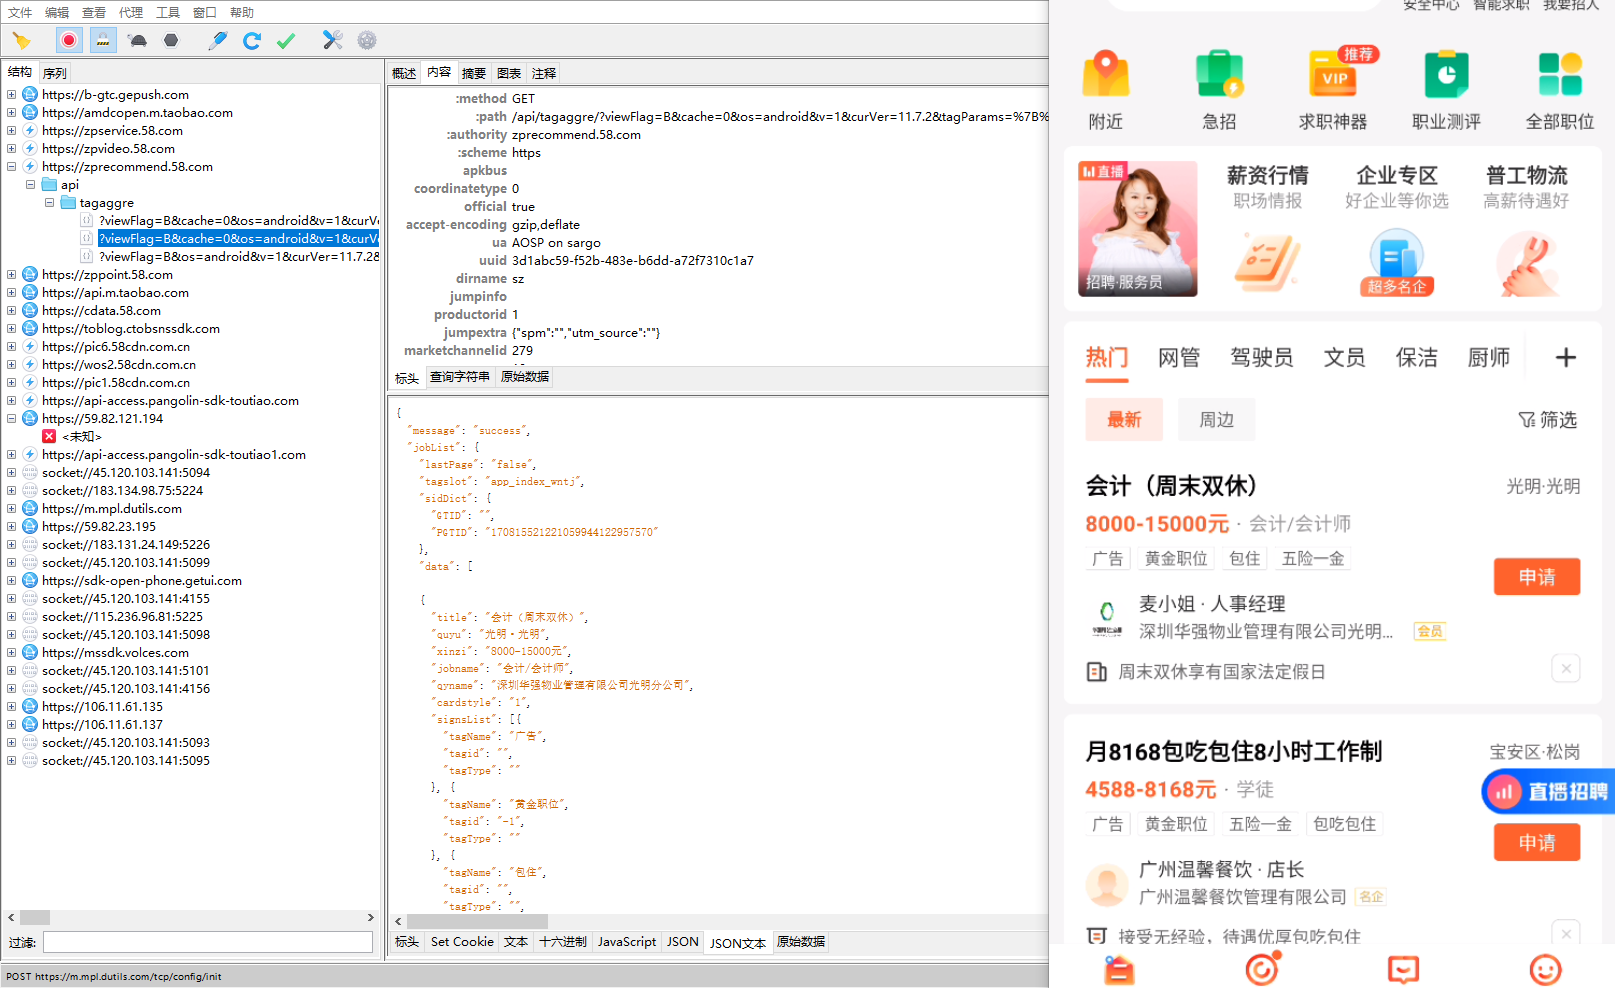 文件 编辑 查看 代理 工具 窗口 帮助
结构 序列
https://b-gtc.gepush.com
https://amdcopen.m.taobao.com
https://zpservice.58.com
https://zpvideo.58.com
https://zprecommend.58.com
api
tagaggre
?viewFlag=B&cache=0&os=android&v=1&curVe
?viewFlag=B&cache=0&os=android&v=1&curVe
?viewFlag=B&os=android&v=1&curVer=11.7.2&
https://zppoint.58.com
https://api.m.taobao.com
https://cdata.58.com
https://toblog.ctobsnssdk.com
https://pic6.58cdn.com.cn
https://wos2.58cdn.com.cn
https://pic1.58cdn.com.cn
https://api-access.pangolin-sdk-toutiao.com
https://59.82.121.194
<未知>
https://api-access.pangolin-sdk-toutiao1.com
socket://45.120.103.141:5094
socket://183.134.98.75:5224
https://m.mpl.dutils.com
https://59.82.23.195
socket://183.131.24.149:5226
socket://45.120.103.141:5099
https://sdk-open-phone.getui.com
socket://45.120.103.141:4155
socket://115.236.96.81:5225
socket://45.120.103.141:5098
https://mssdk.volces.com
socket://45.120.103.141:5101
socket://45.120.103.141:4156
https://106.11.61.135
https://106.11.61.137
socket://45.120.103.141:5093
socket://45.120.103.141:5095
过滤:
POST https://m.mpl.dutils.com/tcp/config/init
概述 内容 摘要 图表 注释
:method GET
:path /api/tagaggre/?viewFlag=B&cache=0&os=android&v=1&curVer=11.7.2&tagParams=%7B%
:authority zprecommend.58.com
:scheme https
apkbus
coordinatetype 0
official true
accept-encoding gzip,deflate
ua AOSP on sargo
uuid 3d1abc59-f52b-483e-b6dd-a72f7310c1a7
dirname sz
jumpinfo
productorid 1
jumpextra {"spm":"","utm_source":""}
marketchannelid 279
标头 查询字符串 原始数据
{
"message": "success",
"jobList": {
"lastPage": "false",
"tagslot": "app_index_wntj",
"sidDict": {
"GTID": "",
"PGTID": "170815521221059944122957570"
},
"data": [
{
"title": "会计（周末双休）",
"quyu": "光明·光明",
"xinzi": "8000-15000元",
"jobname": "会计/会计师",
"qyname": "深圳华强物业管理有限公司光明分公司",
"cardstyle": "1",
"signsList": [{
"tagName": "广告",
"tagid": "",
"tagType": ""
}, {
"tagName": "黄金职位",
"tagid": "-1",
"tagType": ""
}, {
"tagName": "包住",
"tagid": "",
"tagType": "",
标头 Set Cookie 文本 十六进制 JavaScript JSON JSON文本 原始数据
安全中心 智能求职 我要招人
推荐
VIP
附近 急招 求职神器 职业测评 全部职位
直播
招聘·服务员
薪资行情 企业专区 普工物流
职场情报 好企业等你选 高薪待遇好
超多名企
热门 网管 驾驶员 文员 保洁 厨师 +
最新 周边 筛选
会计（周末双休） 光明·光明
8000-15000元 · 会计/会计师
广告 黄金职位 包住 五险一金
申请
麦小姐 · 人事经理
深圳华强物业管理有限公司光明... 会员
周末双休享有国家法定假日
月8168包吃包住8小时工作制 宝安区·松岗
4588-8168元 · 学徒
直播招聘
广告 黄金职位 五险一金 包吃包住
申请
广州温馨餐饮 · 店长
广州温馨餐饮管理有限公司 名企
接受无经验，待遇优厚包吃包住